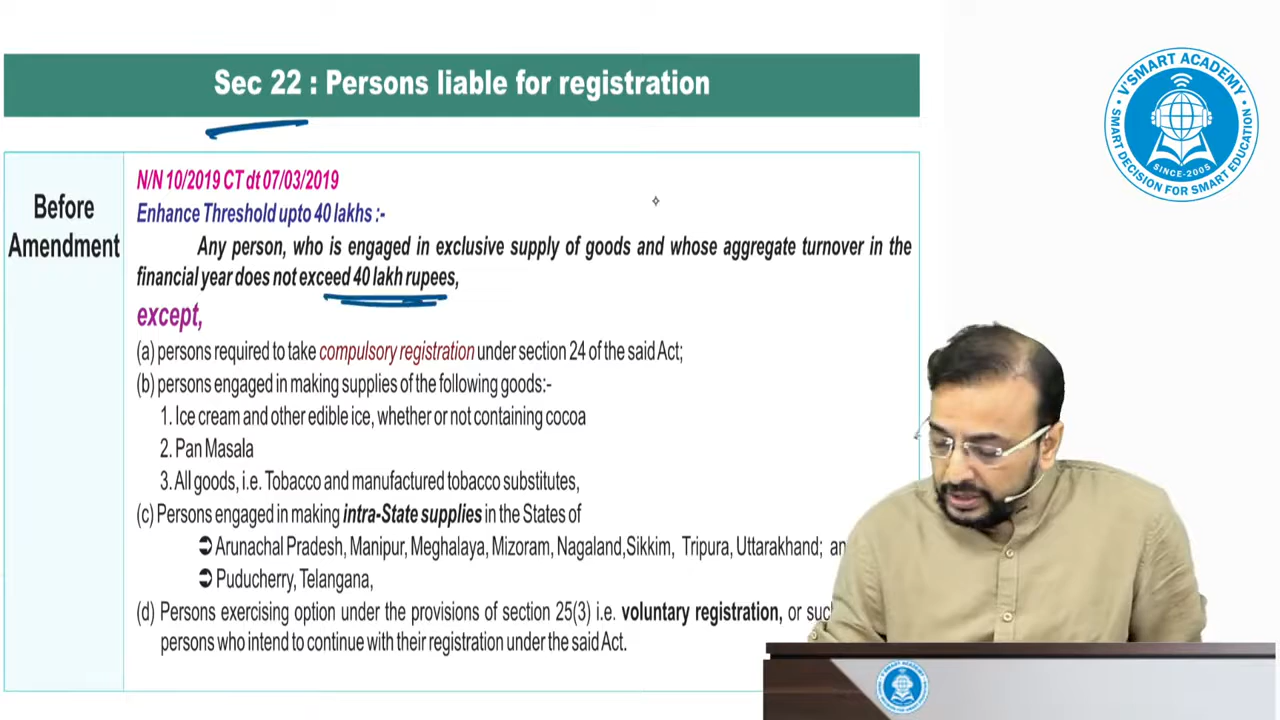 Sec 22 : Persons liable for registration
Before
Amendment
N/N 10/2019 CT dt 07/03/2019
Enhance Threshold upto 40 lakhs :-
Any person, who is engaged in exclusive supply of goods and whose aggregate turnover in the
financial year does not exceed 40 lakh rupees,
except,
(a) persons required to take compulsory registration under section 24 of the said Act;
(b) persons engaged in making supplies of the following goods:-
1. Ice cream and other edible ice, whether or not containing cocoa
2. Pan Masala
3. All goods, i.e. Tobacco and manufactured tobacco substitutes,
(c) Persons engaged in making intra-State supplies in the States of
➲ Arunachal Pradesh, Manipur, Meghalaya, Mizoram, Nagaland,Sikkim, Tripura, Uttarakhand;
➲ Puducherry, Telangana,
(d) Persons exercising option under the provisions of section 25(3) i.e. voluntary registration, or
persons who intend to continue with their registration under the said Act.
V'SMART ACADEMY
SINCE-2005
SMART DECISION FOR SMART EDUCATION